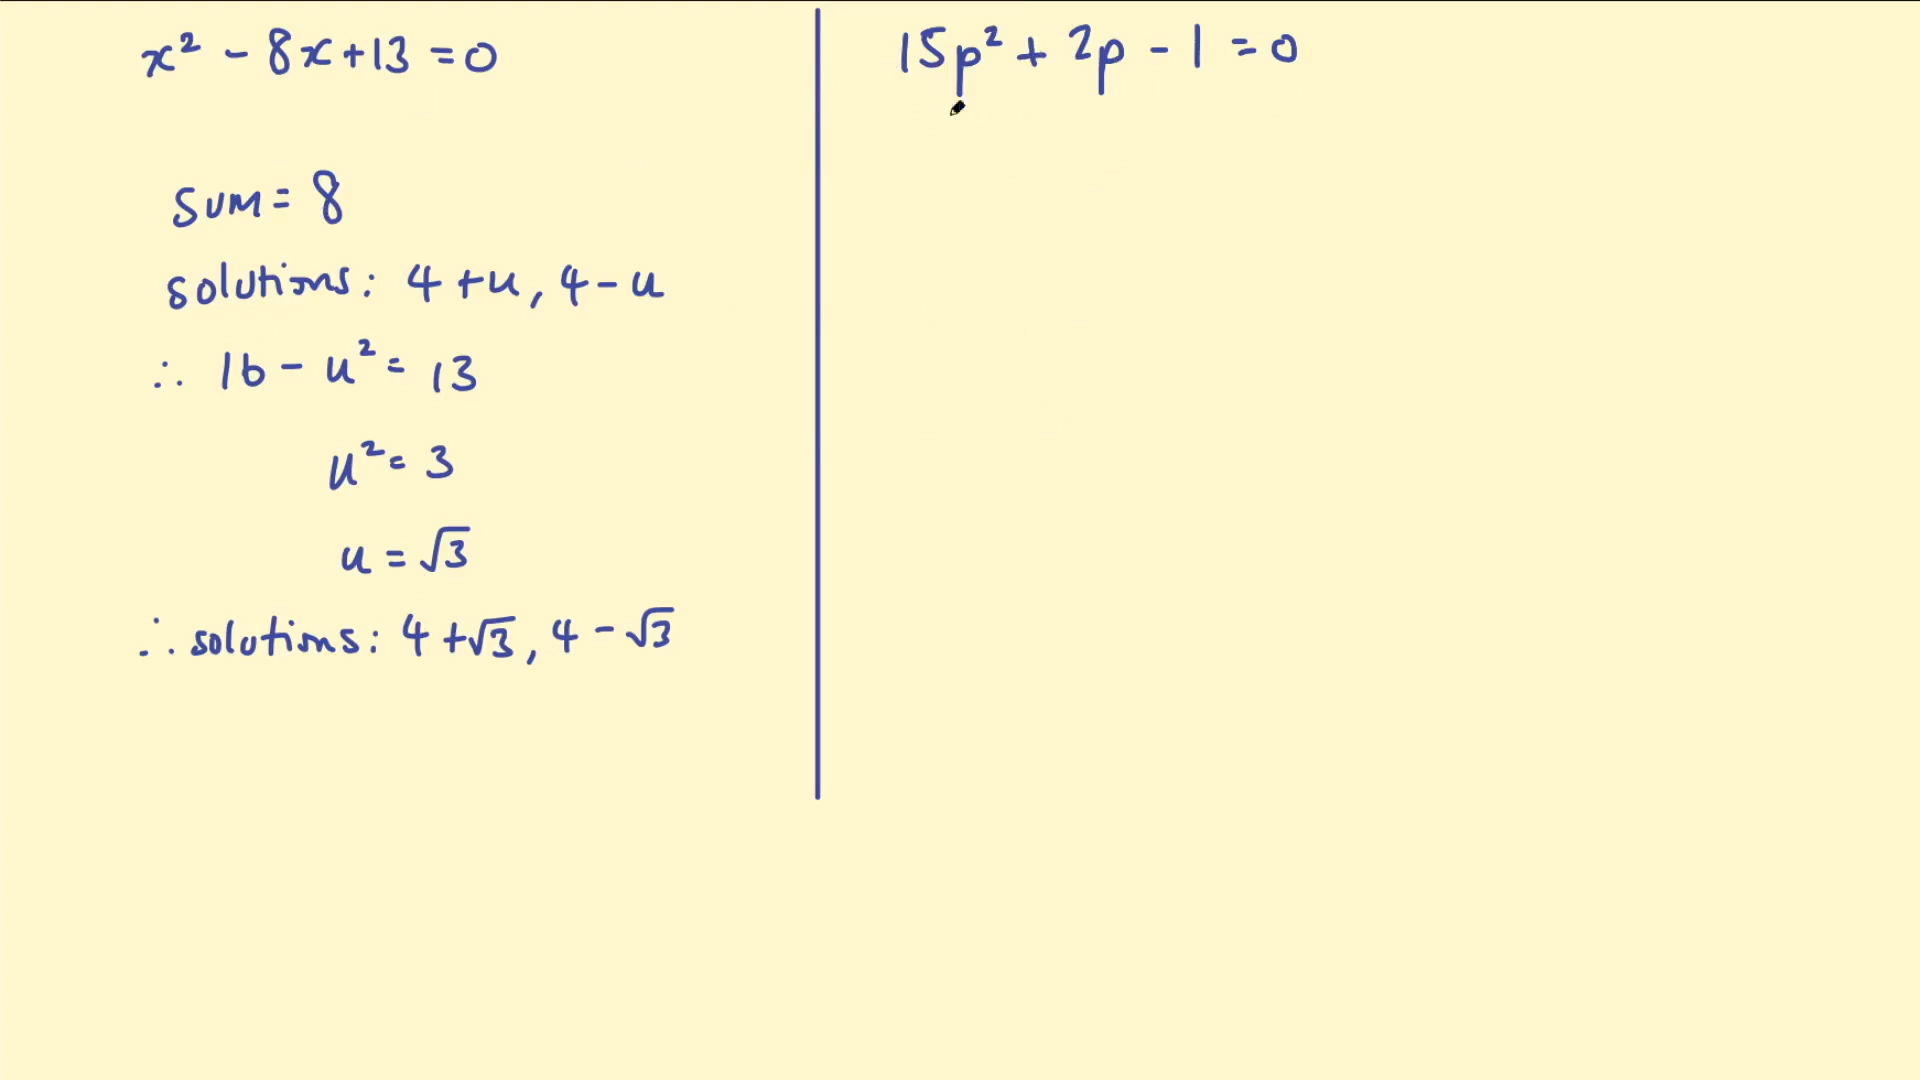 x² - 8x + 13 = 0
sum = 8
solutions: 4 + u, 4 - u
∴ 16 - u² = 13
u² = 3
u = √3
∴ solutions: 4 + √3, 4 - √3
15p² + 2p - 1 = 0